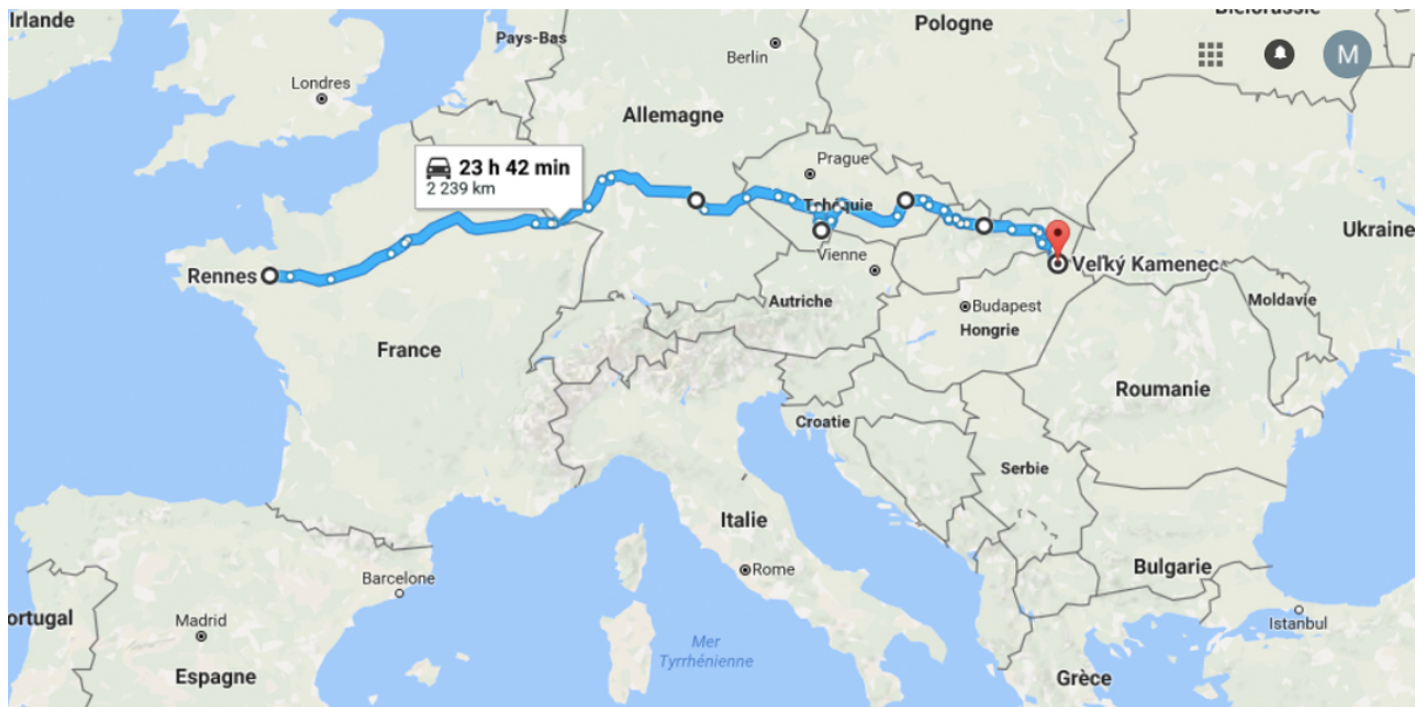 Irlande
Pologne
Biélorussie
Pays-Bas
Berlin
M
Londres
Allemagne
Prague
23 h 42 min
2 239 km
Tchéquie
Ukraine
Rennes
Vienne
Veľký Kamenec
Autriche
Budapest
Moldavie
Hongrie
France
Roumanie
Croatie
Serbie
Italie
Rome
Bulgarie
Barcelone
ortugal
Madrid
Istanbul
Mer
Tyrrhénienne
Espagne
Grèce